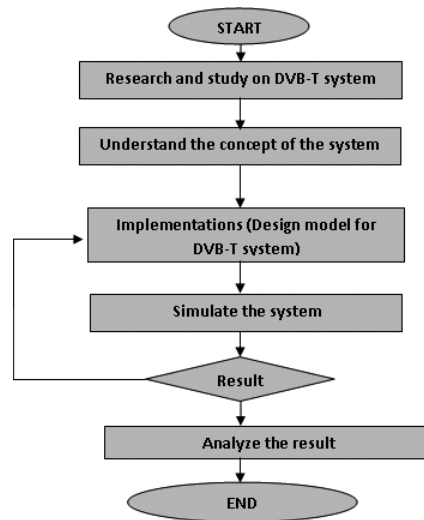 START
Research and study on DVB-T system
Understand the concept of the system
Implementations (Design model for
DVB-T system)
Simulate the system
Result
Analyze the result
END